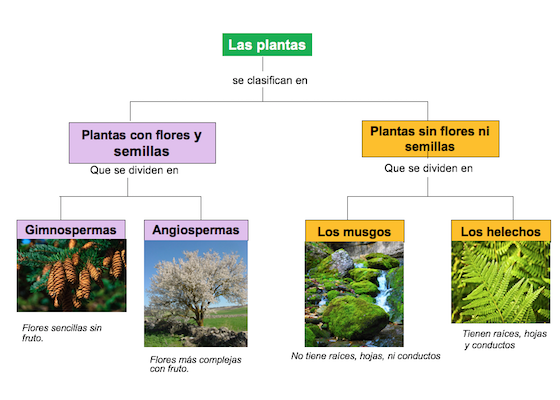 Las plantas
se clasifican en
Plantas con flores y
semillas
Plantas sin flores ni
semillas
Que se dividen en
Que se dividen en
Gimnospermas
Angiospermas
Los musgos
Los helechos
Flores sencillas sin
fruto.
Flores más complejas
con fruto.
No tiene raíces, hojas, ni conductos
Tienen raíces, hojas
y conductos